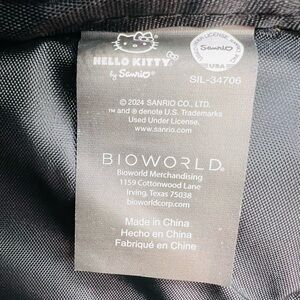 HELLO KITTY
by Sanrio®
Sanrio
USA
SIL-34706
© 2024 SANRIO CO., LTD.
™ and ® denote U.S. Trademarks
Used Under License.
www.sanrio.com
BIOWORLD®
Bioworld Merchandising
1159 Cottonwood Lane
Irving, Texas 75038
bioworldcorp.com
Made in China
Hecho en China
Fabriqué en Chine